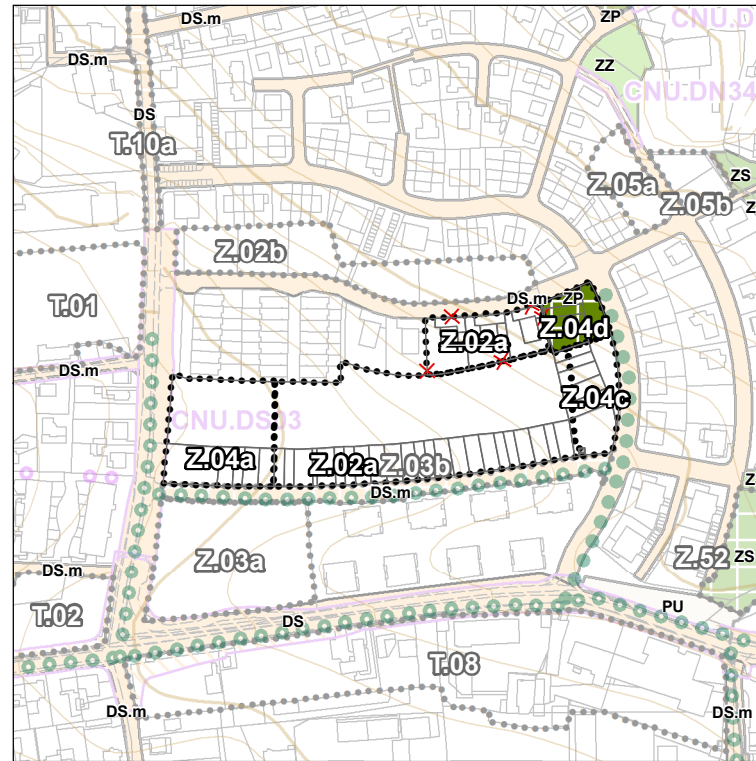 DS.m
ZP
CNU.D
DS.m
ZZ
CNU.DN34
DS
T.10a
ZS
Z.05a
Z.05b
Z
Z.02b
T.01
DS.m
ZP
Z.04d
Z.02a
DS.m
Z.04c
CNU.DS03
Z.04a
Z.02a
Z.03b
DS.m
Z
Z.03a
Z.52
ZS
DS.m
PU
T.02
DS
T.08
DS.m
DS.m